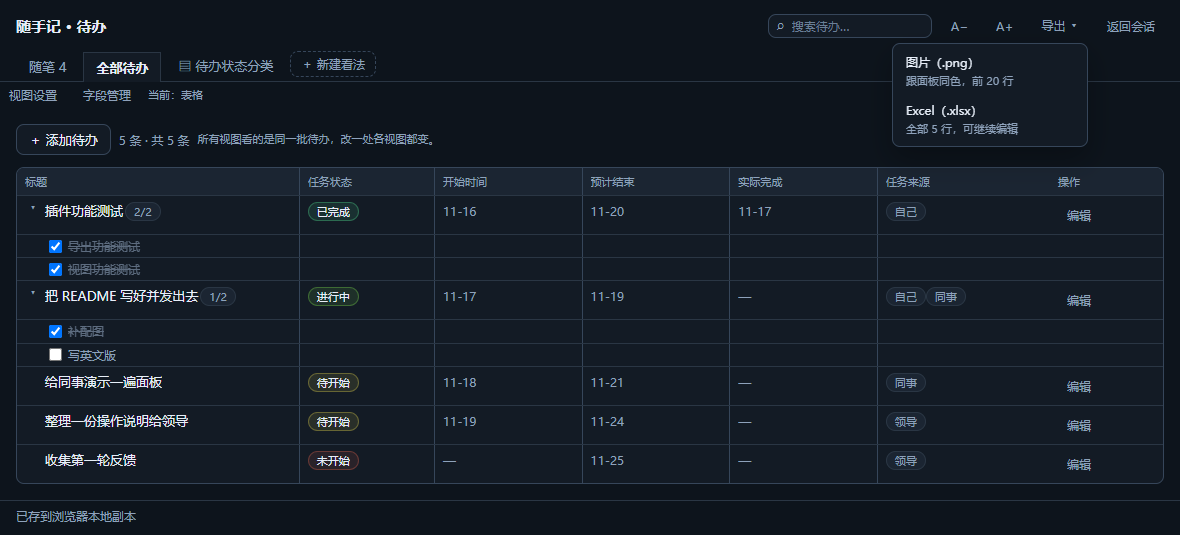 随手记 · 待办
搜索待办... A− A+ 导出 返回会话
随笔 4 全部待办 待办状态分类 + 新建看法
图片 (.png)
跟面板同色，前 20 行
Excel (.xlsx)
全部 5 行，可继续编辑
视图设置 字段管理 当前：表格
+ 添加待办 5 条 · 共 5 条 所有视图看的是同一批待办，改一处各视图都变。
标题 任务状态 开始时间 预计结束 实际完成 任务来源 操作
插件功能测试 2/2 已完成 11-16 11-20 11-17 自己 编辑
导出功能测试
视图功能测试
把 README 写好并发出去 1/2 进行中 11-17 11-19 — 自己 同事 编辑
补配图
写英文版
给同事演示一遍面板 待开始 11-18 11-21 — 同事 编辑
整理一份操作说明给领导 待开始 11-19 11-24 — 领导 编辑
收集第一轮反馈 未开始 — 11-25 — 领导 编辑
已存到浏览器本地副本